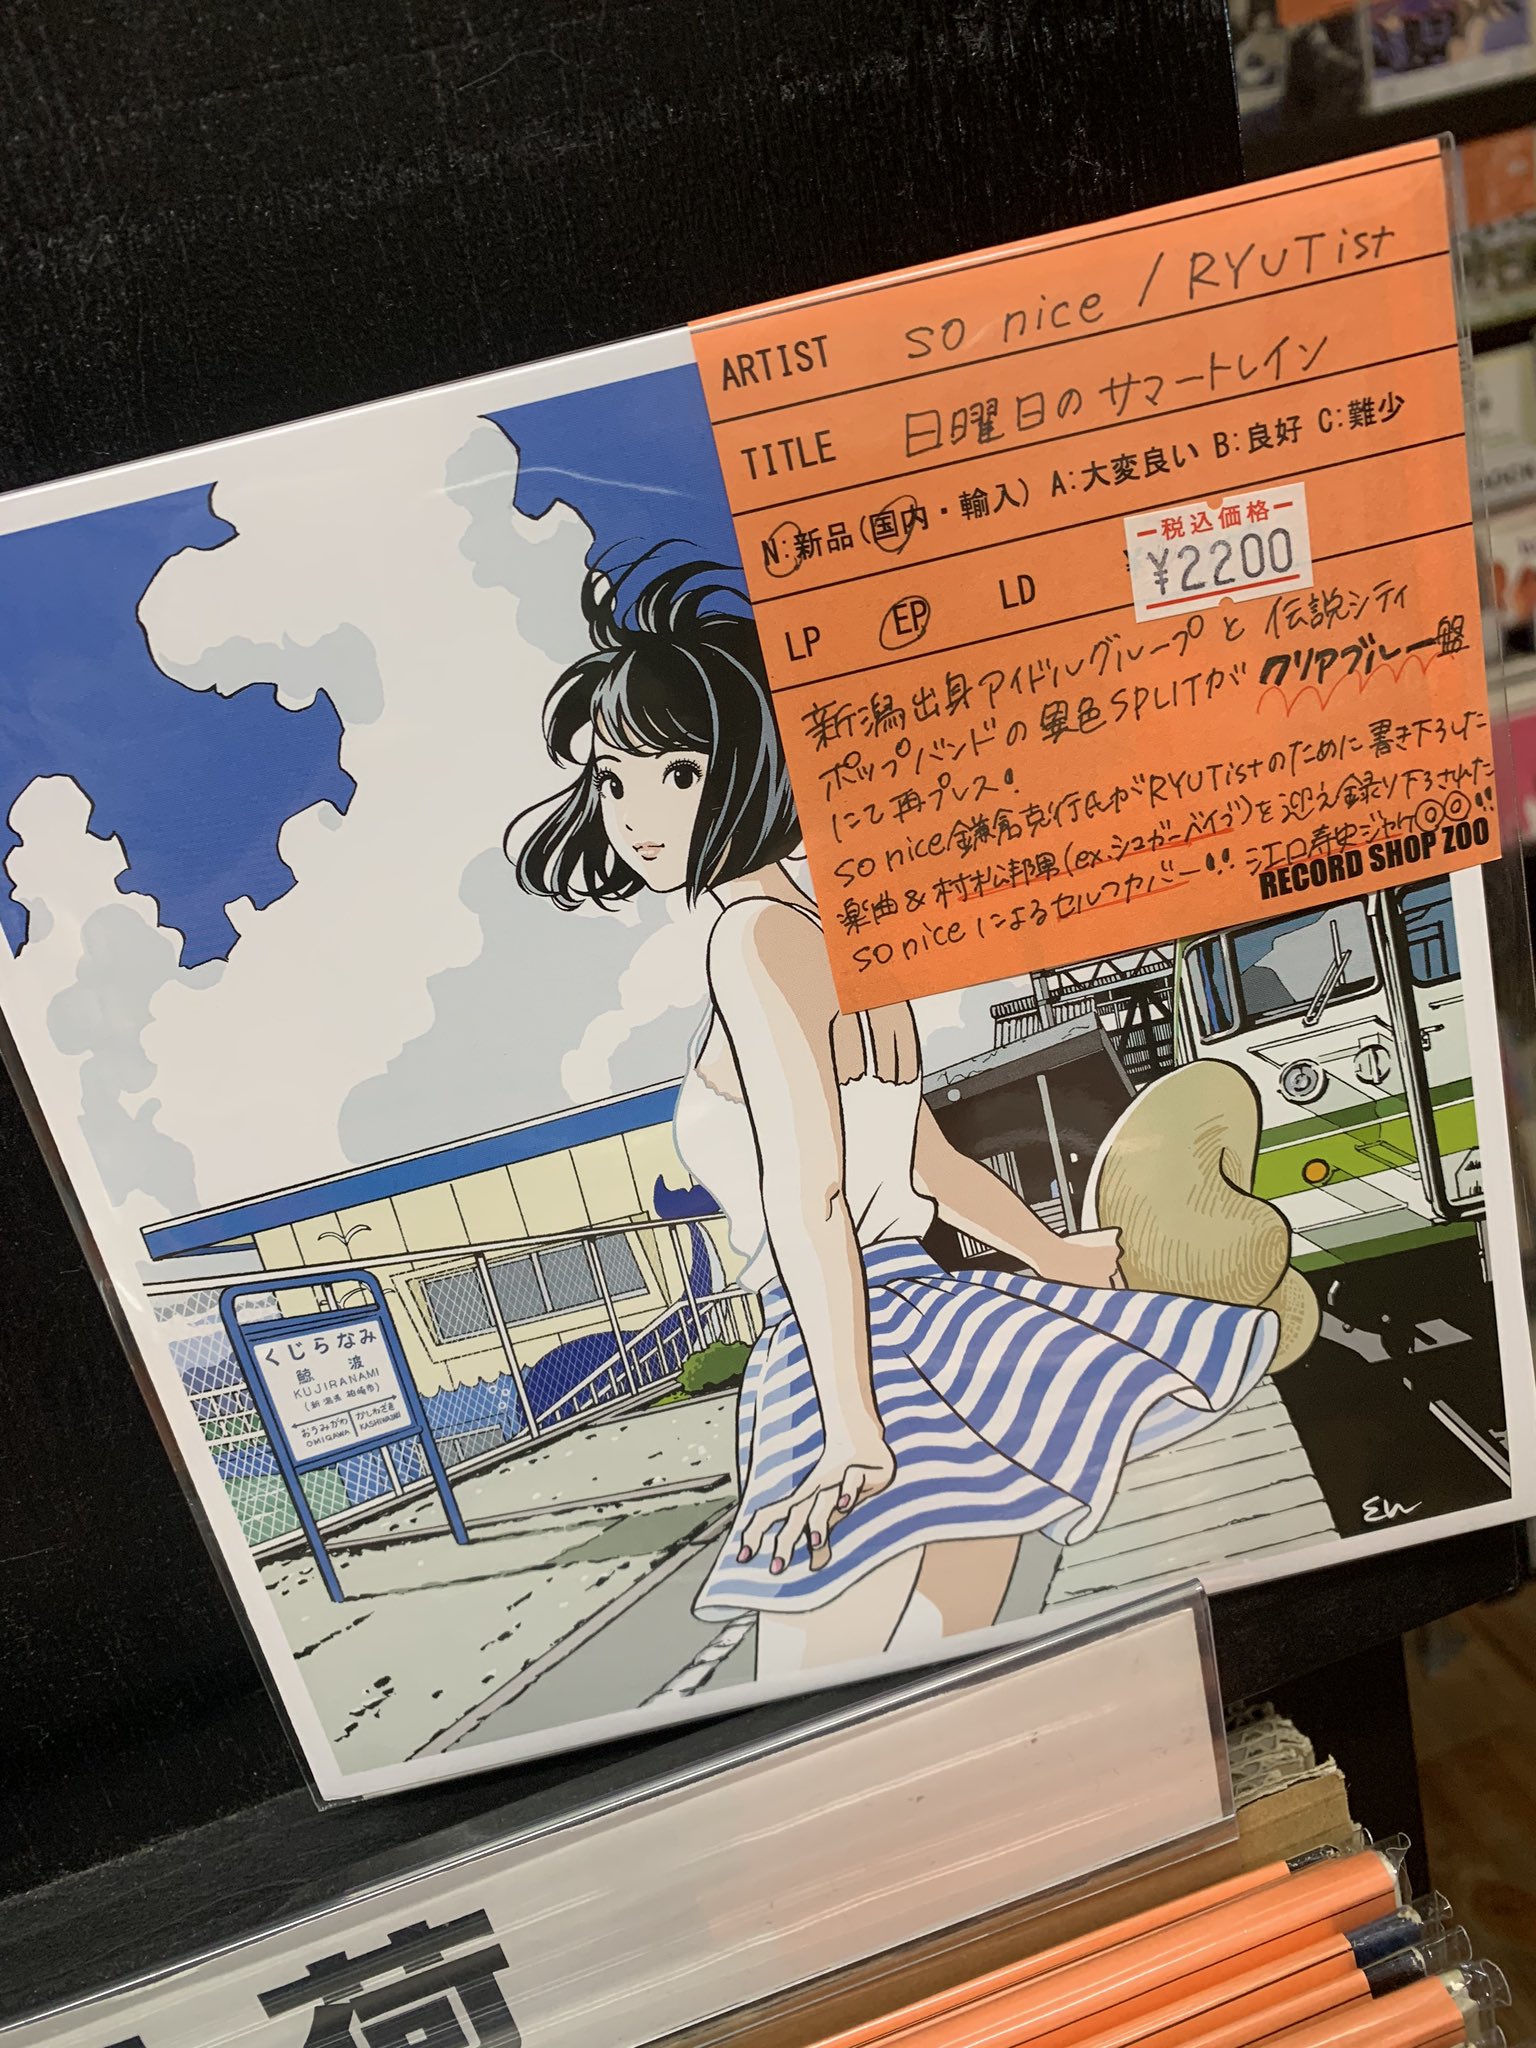 ARTIST so nice / RYUTist
TITLE 日曜日のサマートレイン
N:新品(国内・輸入) A:大変良い B:良好 C:難少
LP EP LD
税込価格
¥2200
新潟出身アイドルグループと伝説シティ
ポップバンドの異色SPLITがクリアブルー盤
にて再プレス!
so nice鎌倉克行氏がRYUTistのために書き下ろした
楽曲&村松邦男(ex.シュガーベイブ)を迎え録り下ろされた
so niceによるセルフカバー!! 江口寿史ジャケ◎◎!!
RECORD SHOP ZOO
くじらなみ
鯨波
KUJIRANAMI
(新潟県柏崎市)
おうみがわ かしわざき
OMIGAWA KASHIWAZAKI
荷